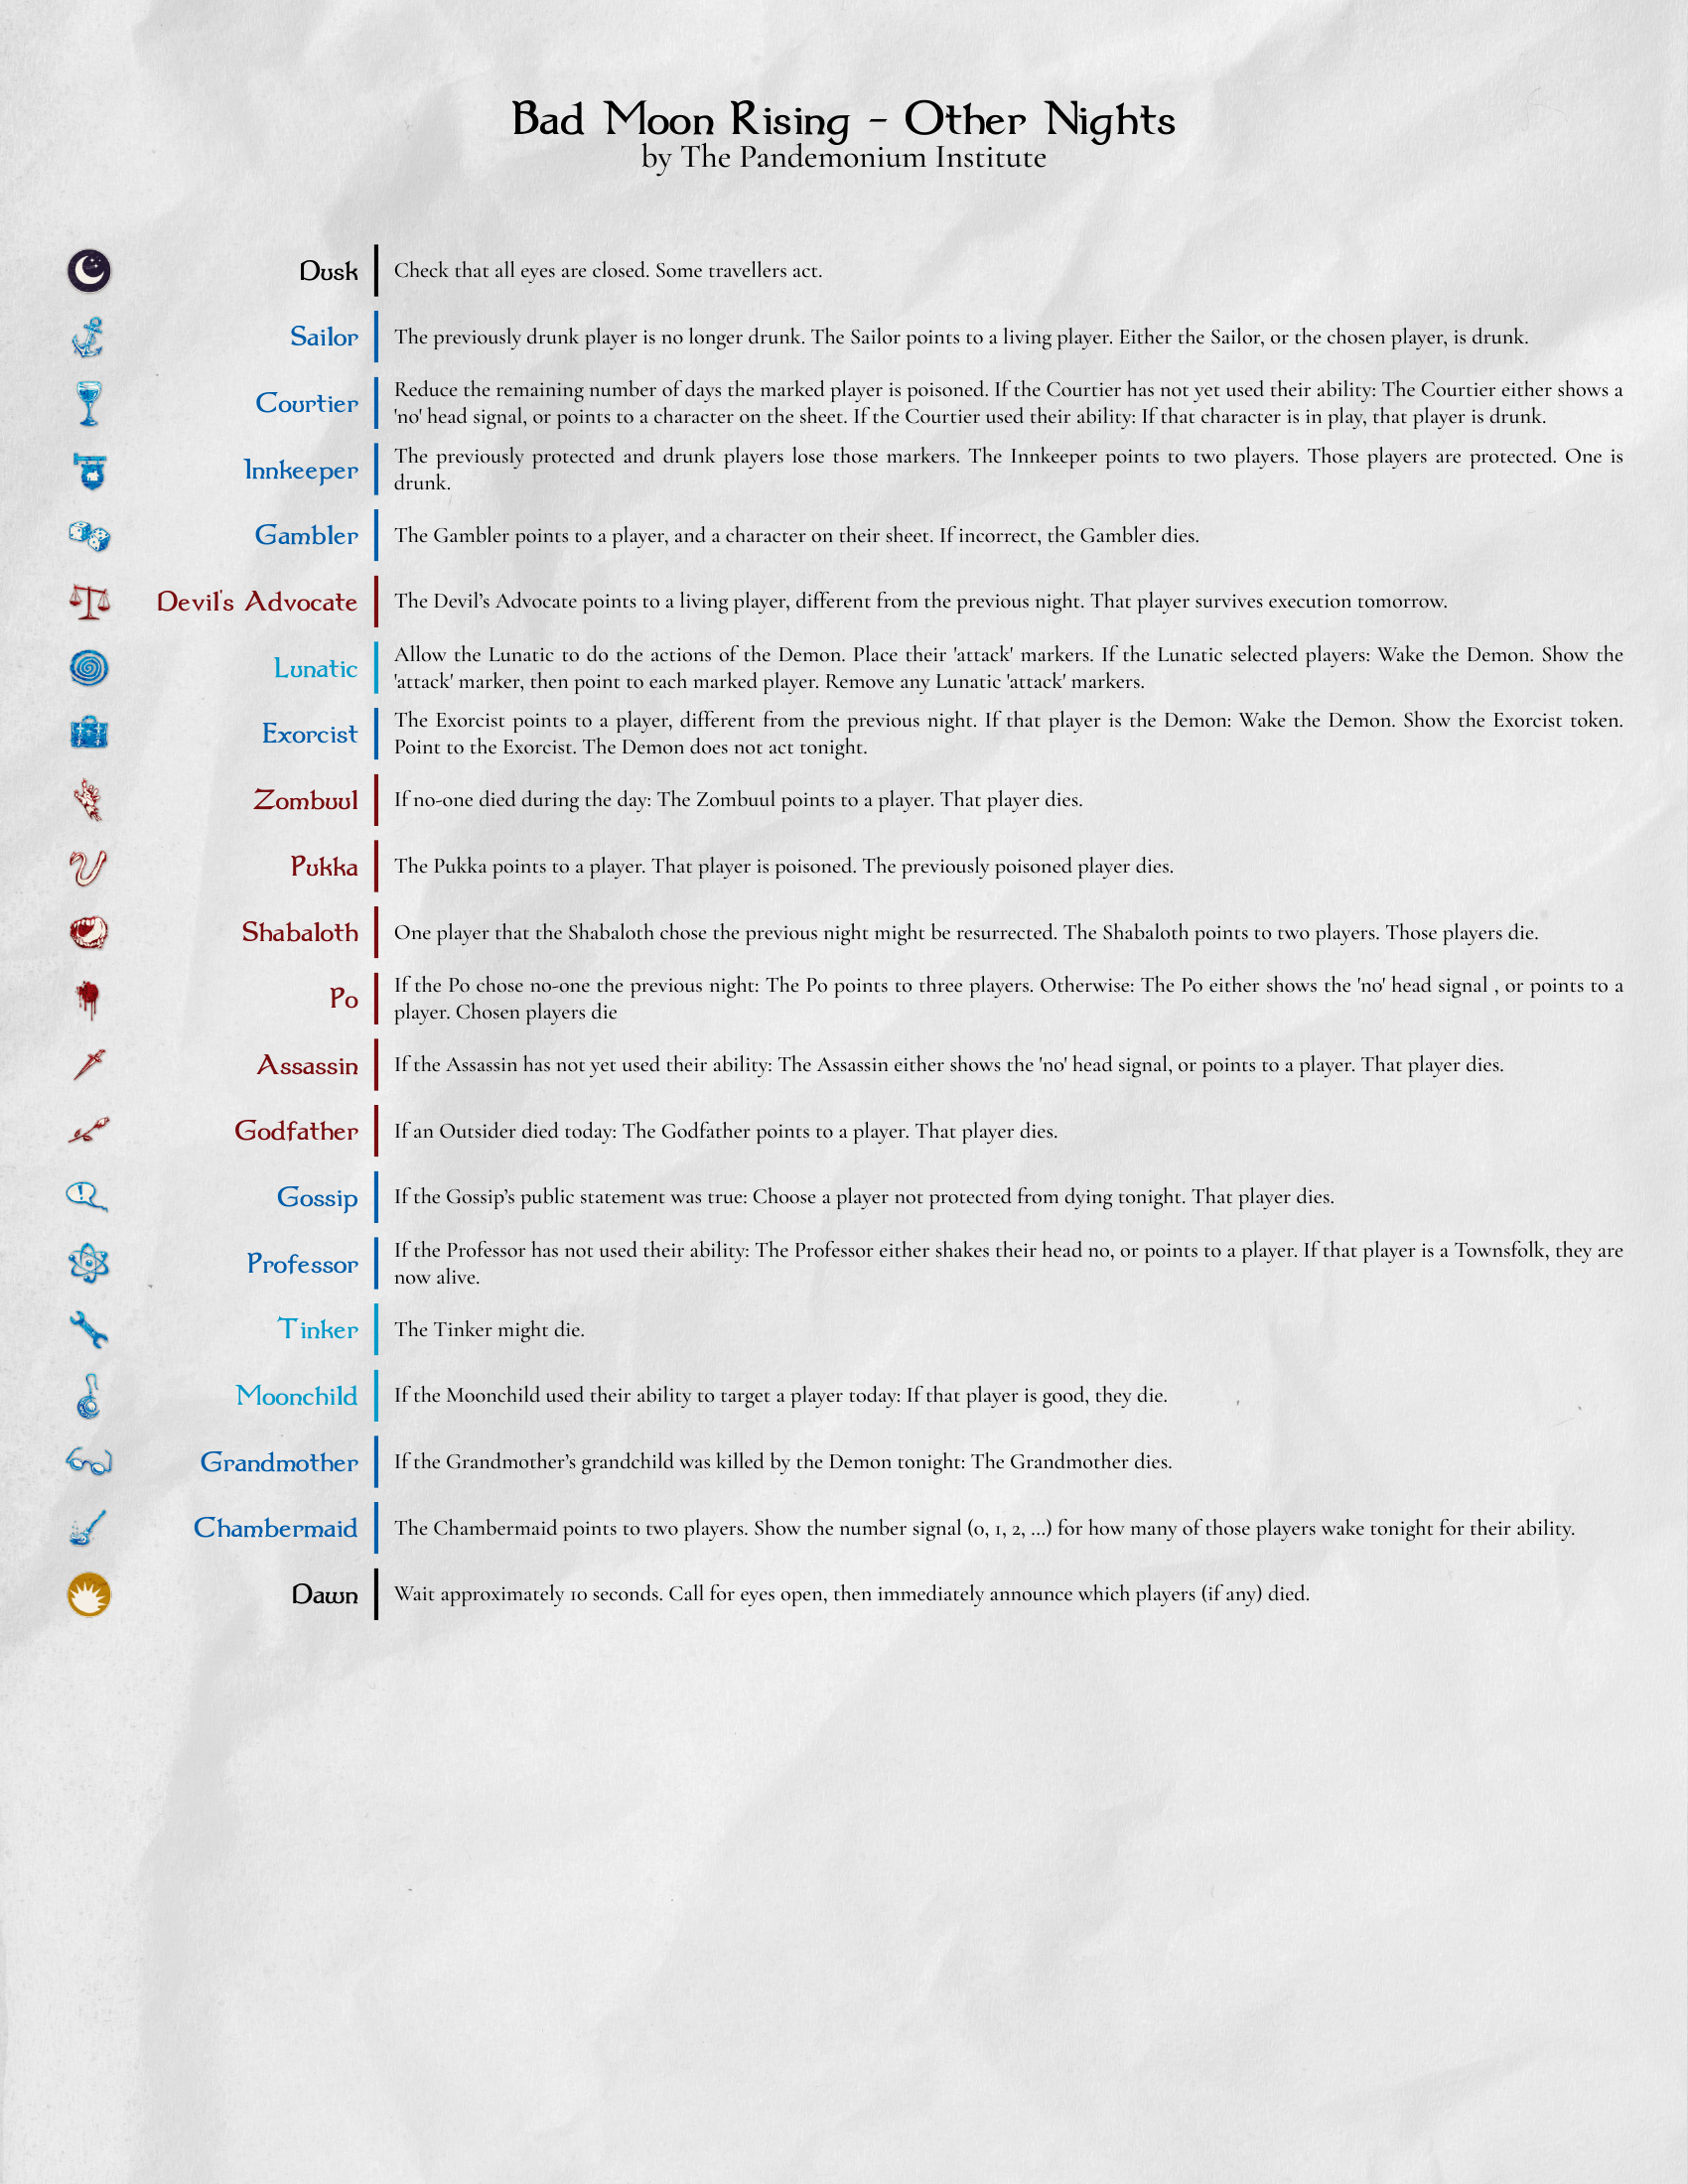 Bad Moon Rising - Other Nights
by The Pandemonium Institute
Dusk
Check that all eyes are closed. Some travellers act.
Sailor
The previously drunk player is no longer drunk. The Sailor points to a living player. Either the Sailor, or the chosen player, is drunk.
Courtier
Reduce the remaining number of days the marked player is poisoned. If the Courtier has not yet used their ability: The Courtier either shows a
'no' head signal, or points to a character on the sheet. If the Courtier used their ability: If that character is in play, that player is drunk.
Innkeeper
The previously protected and drunk players lose those markers. The Innkeeper points to two players. Those players are protected. One is
drunk.
Gambler
The Gambler points to a player, and a character on their sheet. If incorrect, the Gambler dies.
Devil's Advocate
The Devil’s Advocate points to a living player, different from the previous night. That player survives execution tomorrow.
Lunatic
Allow the Lunatic to do the actions of the Demon. Place their 'attack' markers. If the Lunatic selected players: Wake the Demon. Show the
'attack' marker, then point to each marked player. Remove any Lunatic 'attack' markers.
Exorcist
The Exorcist points to a player, different from the previous night. If that player is the Demon: Wake the Demon. Show the Exorcist token.
Point to the Exorcist. The Demon does not act tonight.
Zombuul
If no-one died during the day: The Zombuul points to a player. That player dies.
Pukka
The Pukka points to a player. That player is poisoned. The previously poisoned player dies.
Shabaloth
One player that the Shabaloth chose the previous night might be resurrected. The Shabaloth points to two players. Those players die.
Po
If the Po chose no-one the previous night: The Po points to three players. Otherwise: The Po either shows the 'no' head signal , or points to a
player. Chosen players die
Assassin
If the Assassin has not yet used their ability: The Assassin either shows the 'no' head signal, or points to a player. That player dies.
Godfather
If an Outsider died today: The Godfather points to a player. That player dies.
Gossip
If the Gossip’s public statement was true: Choose a player not protected from dying tonight. That player dies.
Professor
If the Professor has not used their ability: The Professor either shakes their head no, or points to a player. If that player is a Townsfolk, they are
now alive.
Tinker
The Tinker might die.
Moonchild
If the Moonchild used their ability to target a player today: If that player is good, they die.
Grandmother
If the Grandmother’s grandchild was killed by the Demon tonight: The Grandmother dies.
Chambermaid
The Chambermaid points to two players. Show the number signal (0, 1, 2, ...) for how many of those players wake tonight for their ability.
Dawn
Wait approximately 10 seconds. Call for eyes open, then immediately announce which players (if any) died.